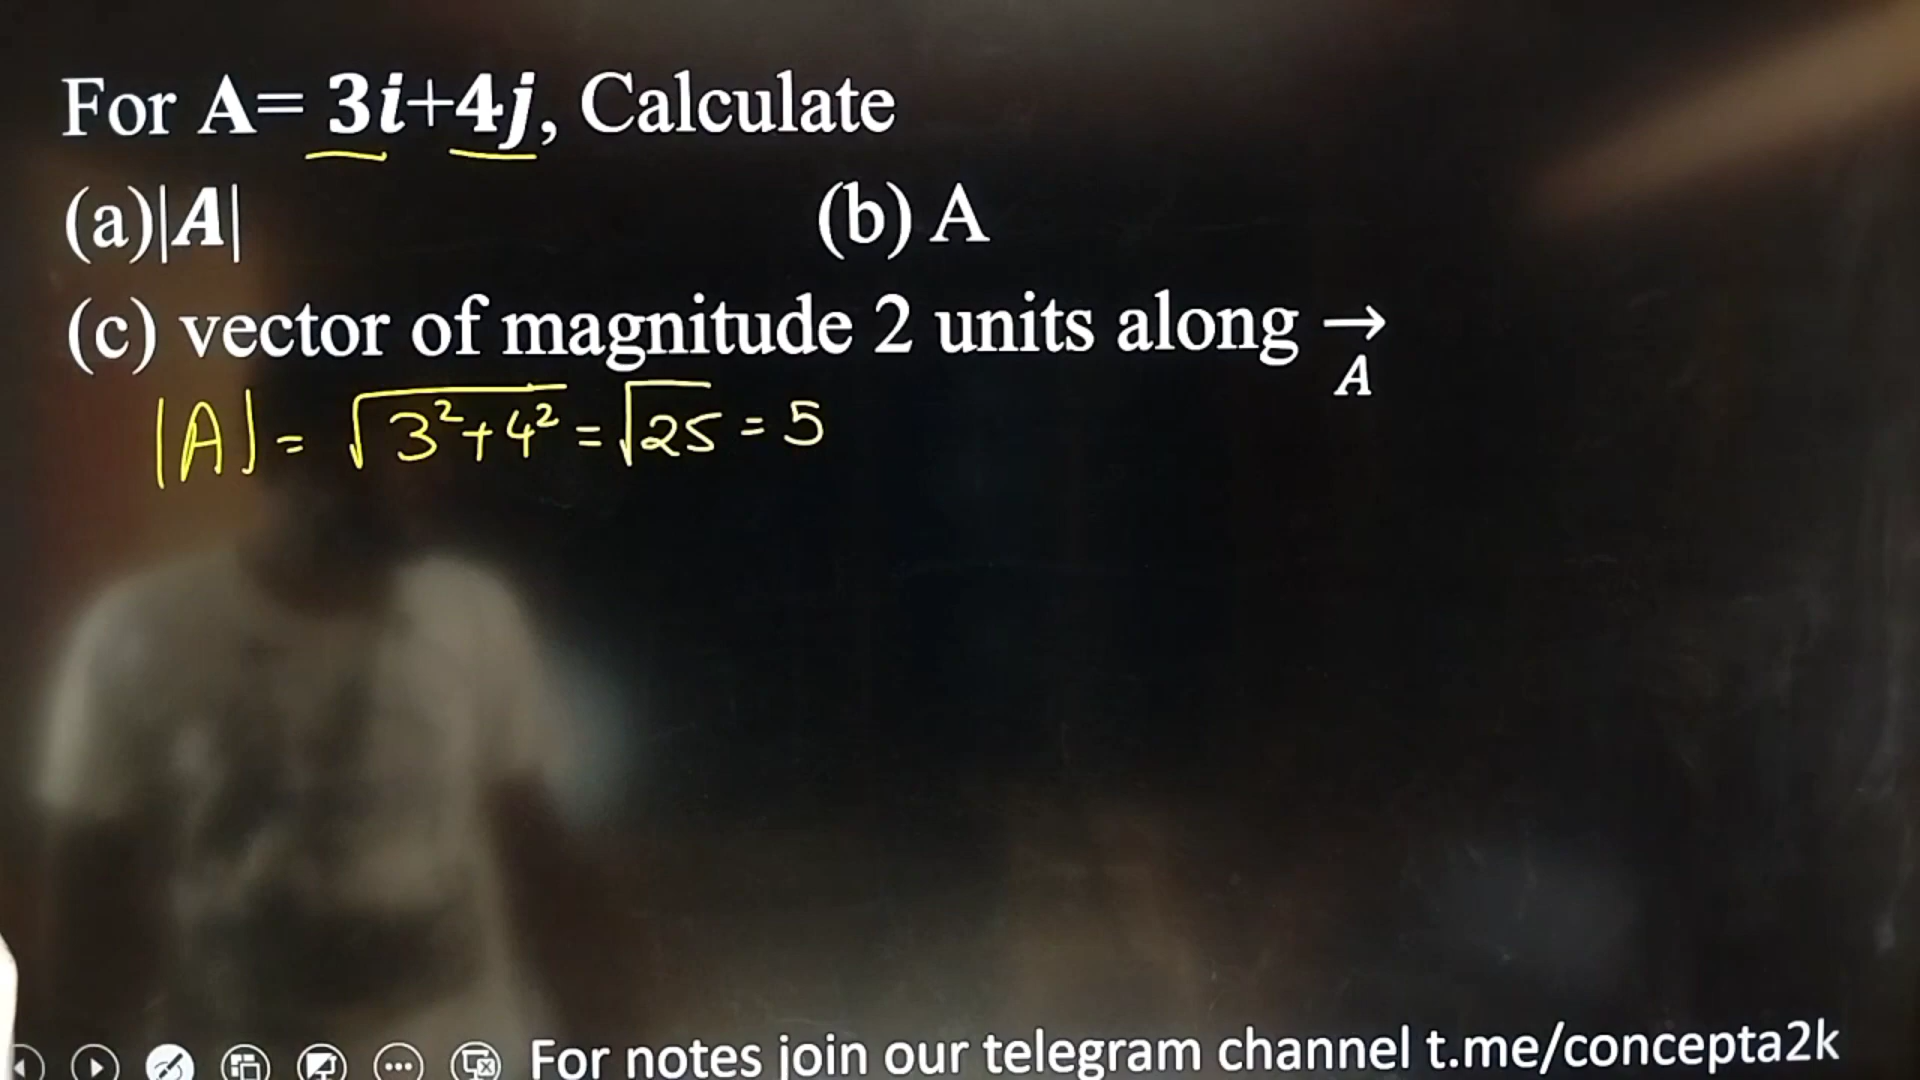 For A= 3i+4j, Calculate
(a)|A| (b) A
(c) vector of magnitude 2 units along →
A
|A| = √3²+4² = √25 = 5
For notes join our telegram channel t.me/concepta2k